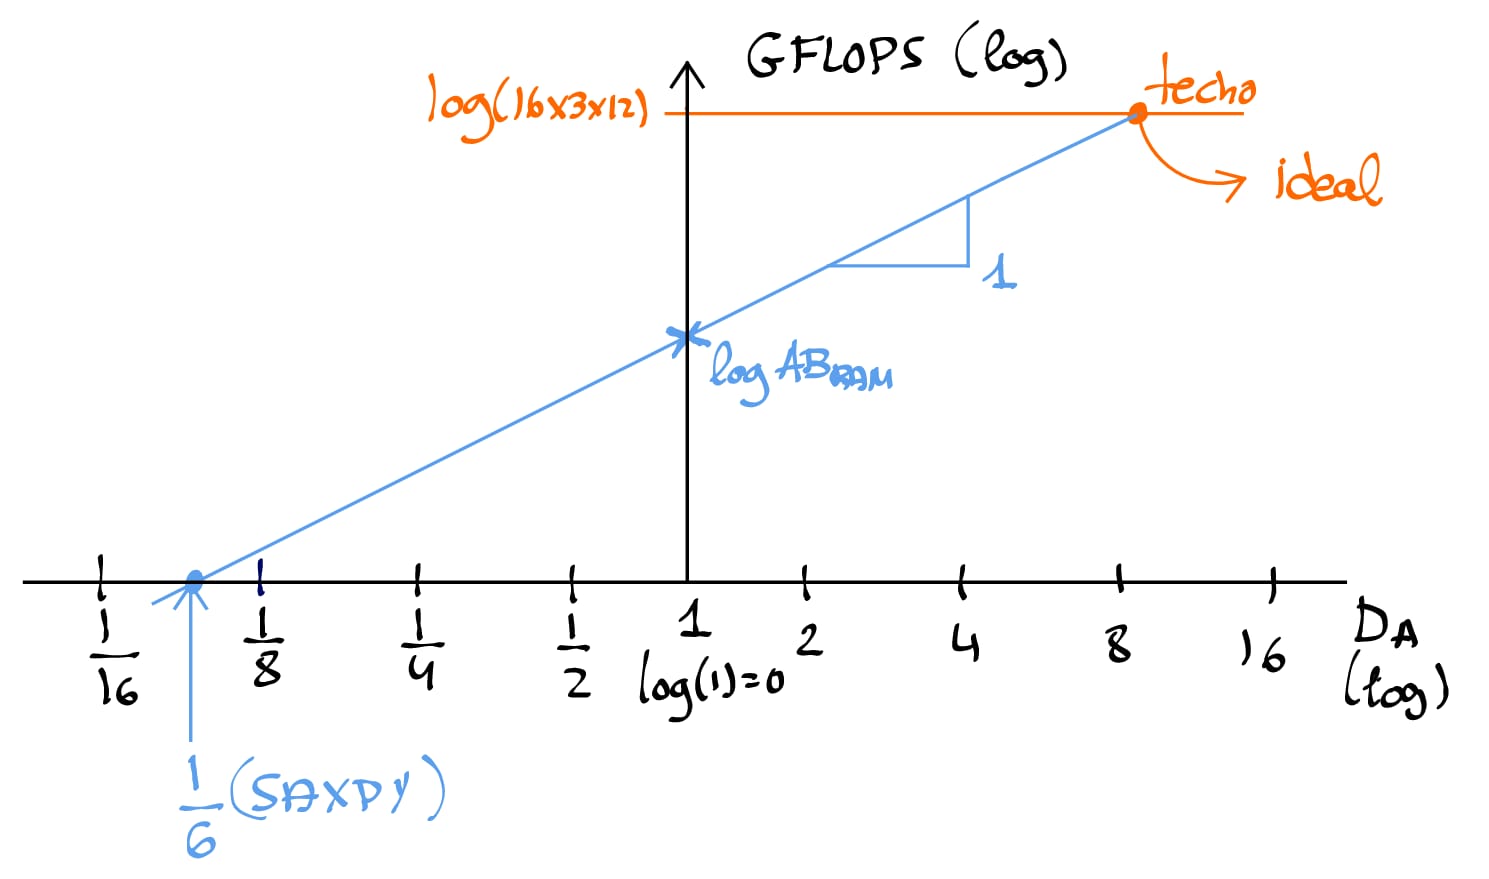 GFLOPS (log)
log(16x3x12)
techo
ideal
1
log AB_RAM
1/16
1/8
1/4
1/2
1
2
4
8
16
D_A
(log)
log(1)=0
1/6 (SAXPY)